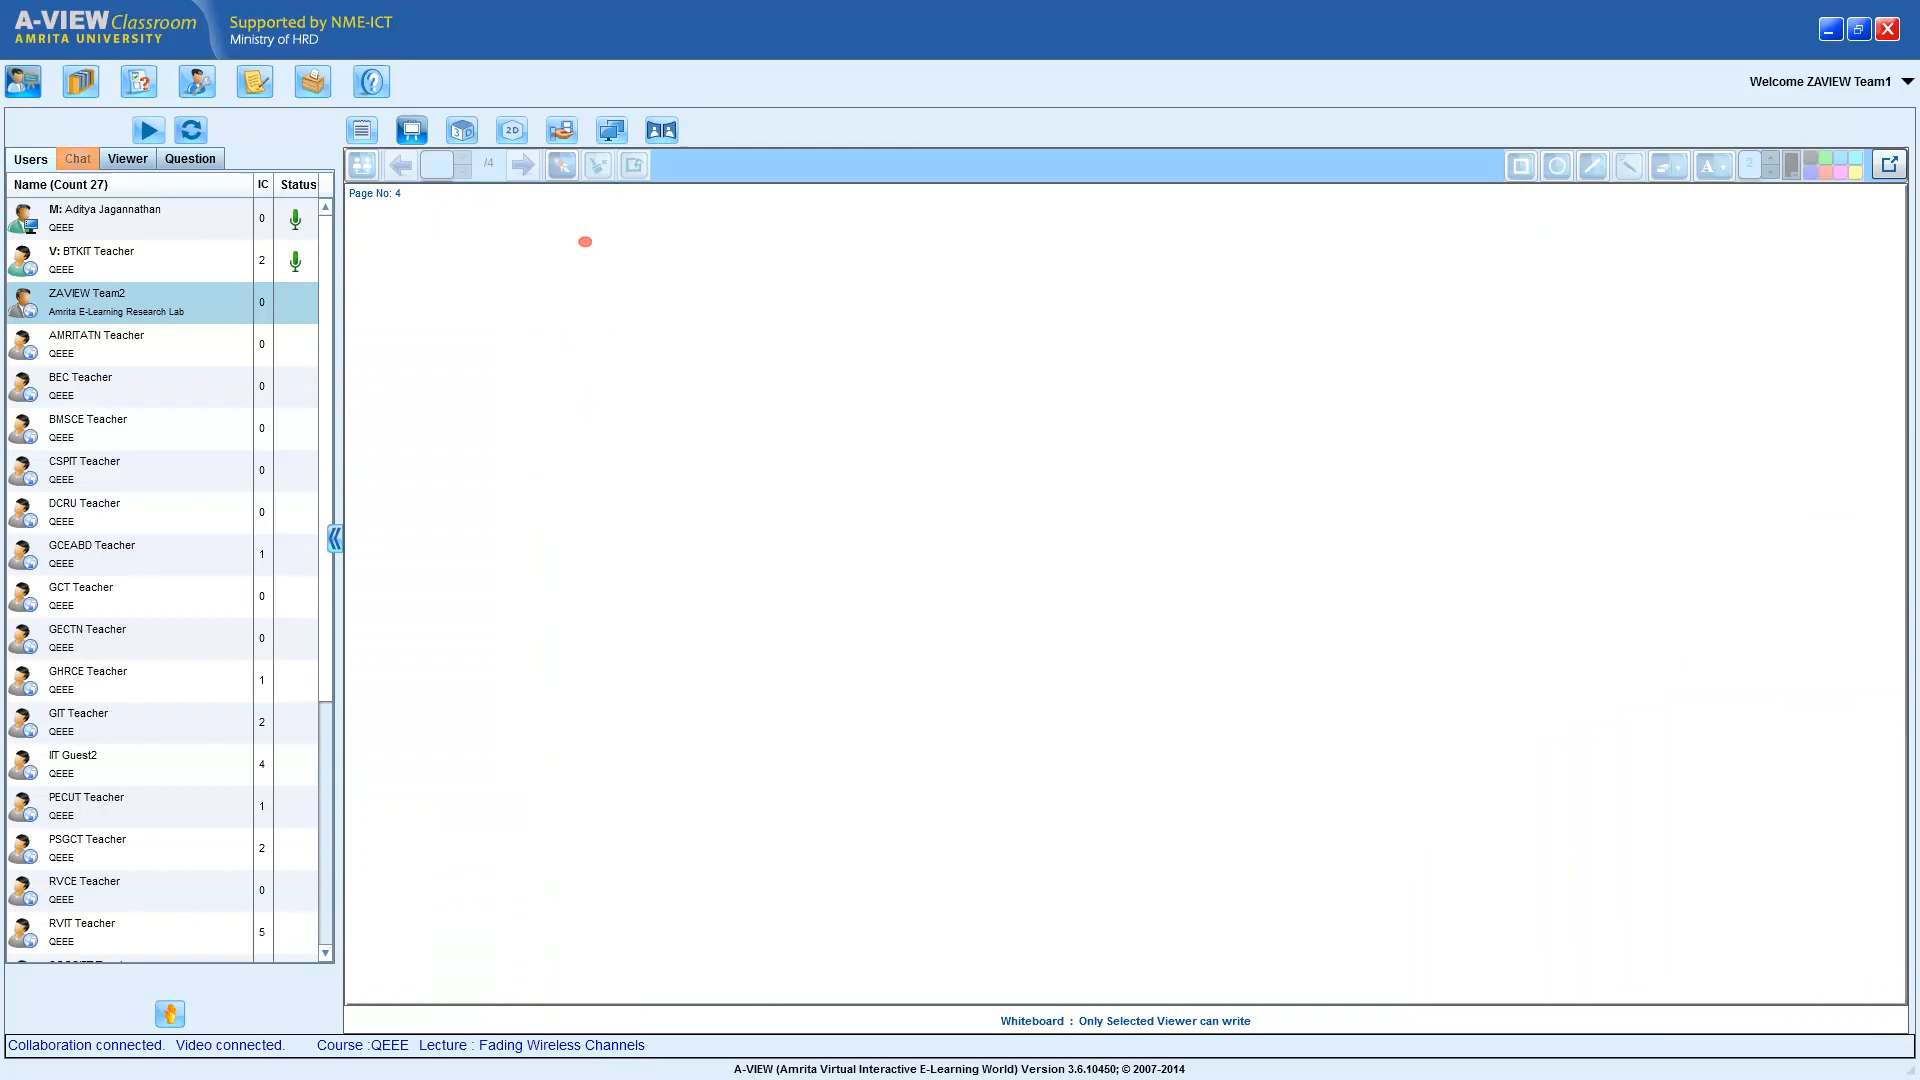 A-VIEW Classroom
AMRITA UNIVERSITY
Supported by NME-ICT
Ministry of HRD
Welcome ZAVIEW Team1
3D
2D
Users
Chat
Viewer
Question
/4
A
2
Name (Count 27)
IC
Status
Page No: 4
M: Aditya Jagannathan
QEEE
0
V: BTKIT Teacher
QEEE
2
ZAVIEW Team2
Amrita E-Learning Research Lab
0
AMRITATN Teacher
QEEE
0
BEC Teacher
QEEE
0
BMSCE Teacher
QEEE
0
CSPIT Teacher
QEEE
0
DCRU Teacher
QEEE
0
GCEABD Teacher
QEEE
1
GCT Teacher
QEEE
0
GECTN Teacher
QEEE
0
GHRCE Teacher
QEEE
1
GIT Teacher
QEEE
2
IIT Guest2
QEEE
4
PECUT Teacher
QEEE
1
PSGCT Teacher
QEEE
2
RVCE Teacher
QEEE
0
RVIT Teacher
QEEE
5
Whiteboard : Only Selected Viewer can write
Collaboration connected. Video connected. Course :QEEE Lecture : Fading Wireless Channels
A-VIEW (Amrita Virtual Interactive E-Learning World) Version 3.6.10450; © 2007-2014